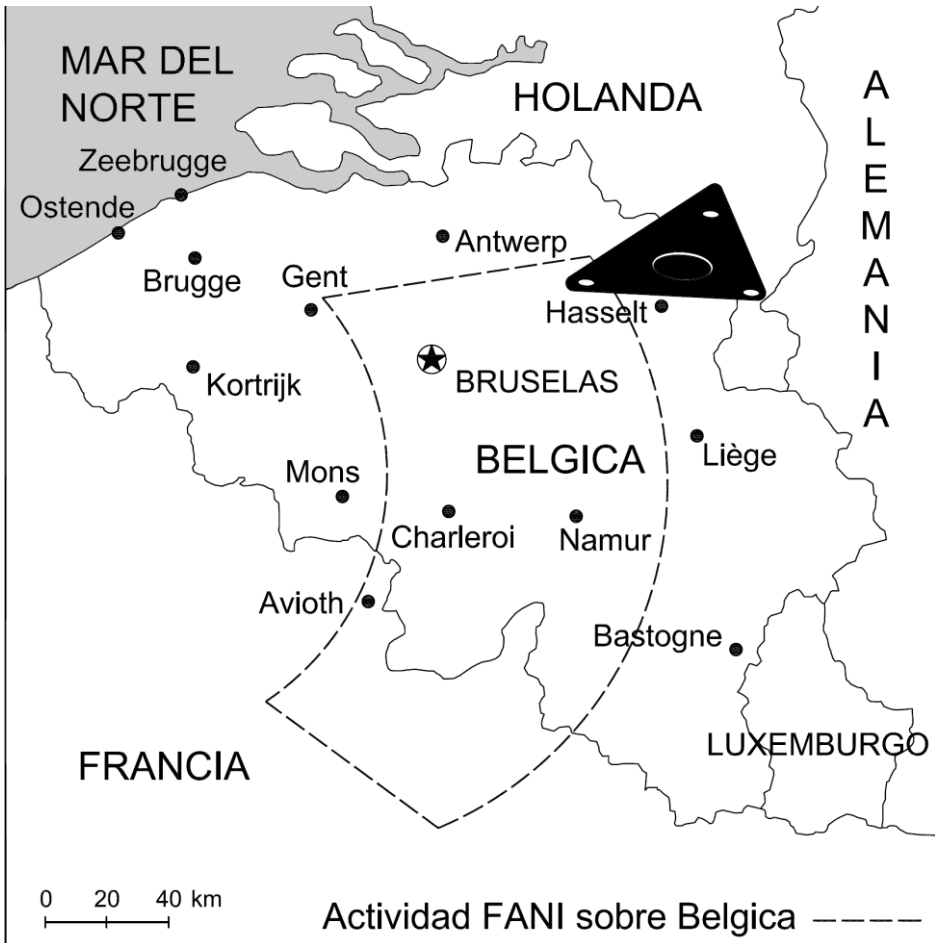 MAR DEL
NORTE
HOLANDA
ALEMANIA
Zeebrugge
Ostende
Antwerp
Brugge
Gent
Hasselt
Kortrijk
BRUSELAS
BELGICA
Liège
Mons
Charleroi
Namur
Avioth
Bastogne
LUXEMBURGO
FRANCIA
0 20 40 km
Actividad FANI sobre Belgica